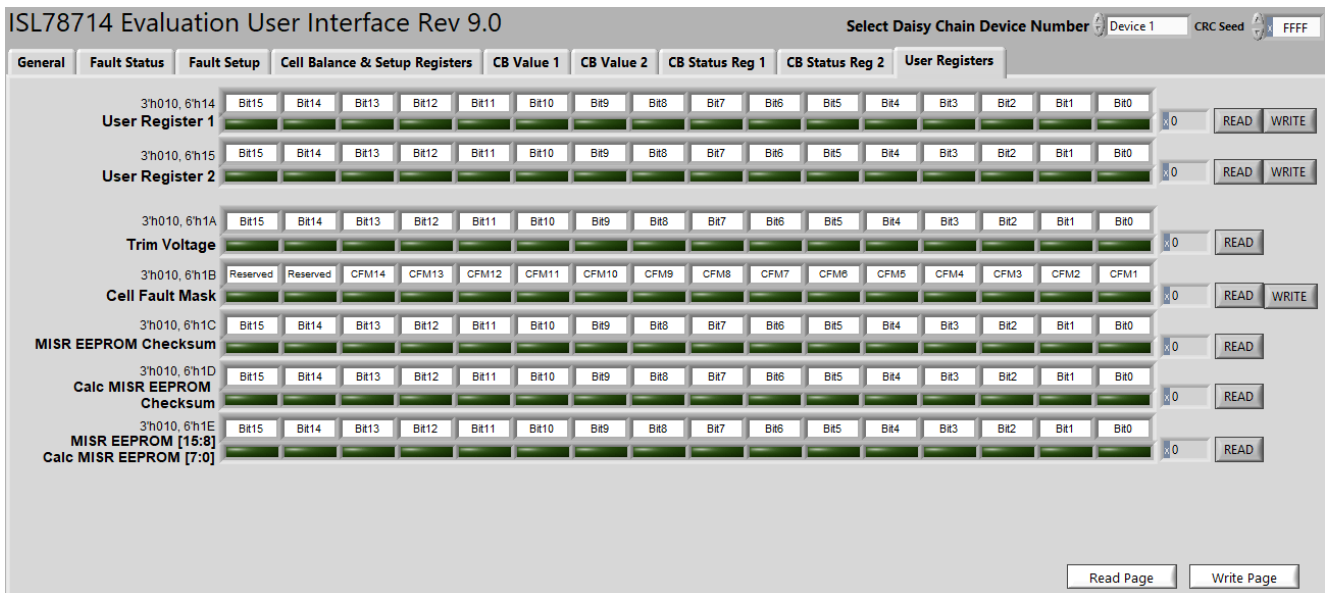 ISL78714 Evaluation User Interface Rev 9.0 Select Daisy Chain Device Number Device 1 CRC Seed x FFFF
General Fault Status Fault Setup Cell Balance & Setup Registers CB Value 1 CB Value 2 CB Status Reg 1 CB Status Reg 2 User Registers
3'h010, 6'h14 Bit15 Bit14 Bit13 Bit12 Bit11 Bit10 Bit9 Bit8 Bit7 Bit6 Bit5 Bit4 Bit3 Bit2 Bit1 Bit0
User Register 1 x 0 READ WRITE
3'h010, 6'h15 Bit15 Bit14 Bit13 Bit12 Bit11 Bit10 Bit9 Bit8 Bit7 Bit6 Bit5 Bit4 Bit3 Bit2 Bit1 Bit0
User Register 2 x 0 READ WRITE
3'h010, 6'h1A Bit15 Bit14 Bit13 Bit12 Bit11 Bit10 Bit9 Bit8 Bit7 Bit6 Bit5 Bit4 Bit3 Bit2 Bit1 Bit0
Trim Voltage x 0 READ
3'h010, 6'h1B Reserved Reserved CFM14 CFM13 CFM12 CFM11 CFM10 CFM9 CFM8 CFM7 CFM6 CFM5 CFM4 CFM3 CFM2 CFM1
Cell Fault Mask x 0 READ WRITE
3'h010, 6'h1C Bit15 Bit14 Bit13 Bit12 Bit11 Bit10 Bit9 Bit8 Bit7 Bit6 Bit5 Bit4 Bit3 Bit2 Bit1 Bit0
MISR EEPROM Checksum x 0 READ
3'h010, 6'h1D Bit15 Bit14 Bit13 Bit12 Bit11 Bit10 Bit9 Bit8 Bit7 Bit6 Bit5 Bit4 Bit3 Bit2 Bit1 Bit0
Calc MISR EEPROM
Checksum x 0 READ
3'h010, 6'h1E Bit15 Bit14 Bit13 Bit12 Bit11 Bit10 Bit9 Bit8 Bit7 Bit6 Bit5 Bit4 Bit3 Bit2 Bit1 Bit0
MISR EEPROM [15:8]
Calc MISR EEPROM [7:0] x 0 READ
Read Page Write Page